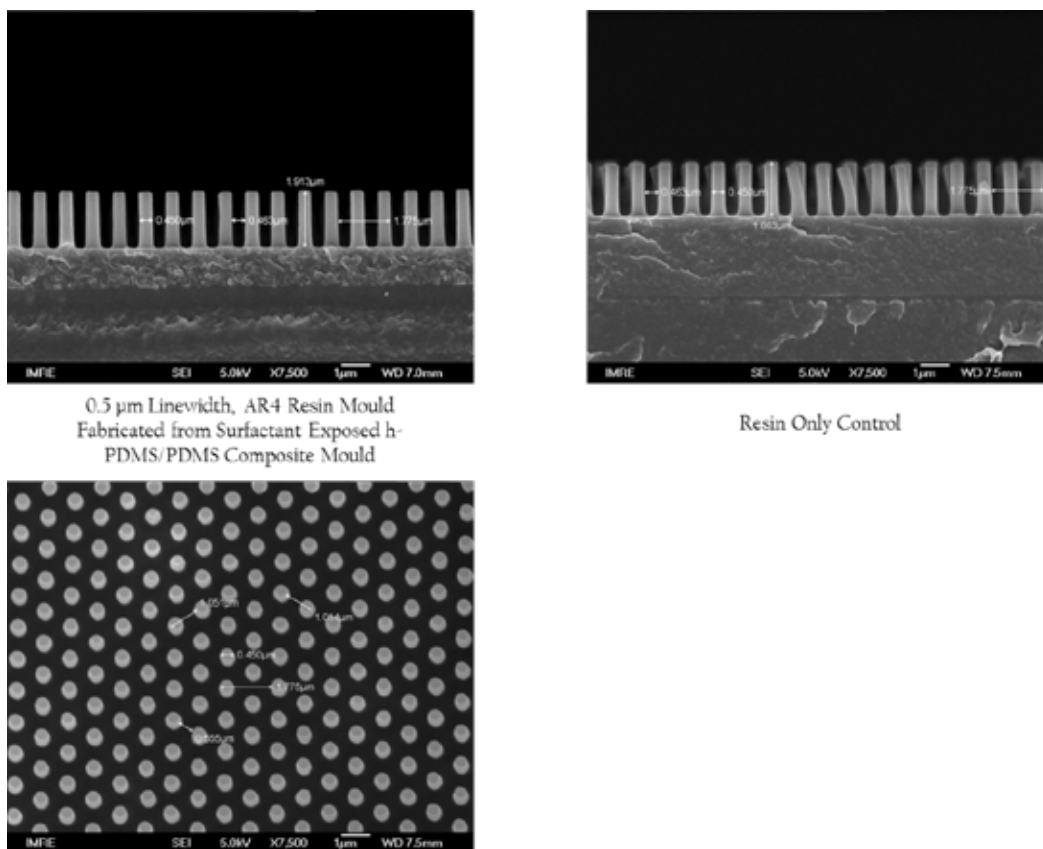 1.913µm
0.450µm
0.463µm
1.775µm
IMRE SEI 5.0kV X7,500 1µm WD 7.0mm
0.5 µm Linewidth, AR4 Resin Mould
Fabricated from Surfactant Exposed h-
PDMS/PDMS Composite Mould
0.463µm
0.450µm
1.775µm
IMRE SEI 5.0kV X7,500 1µm WD 7.5mm
Resin Only Control
1.051µm
1.014µm
0.450µm
1.775µm
IMRE SEI 5.0kV X7,500 1µm WD 7.5mm